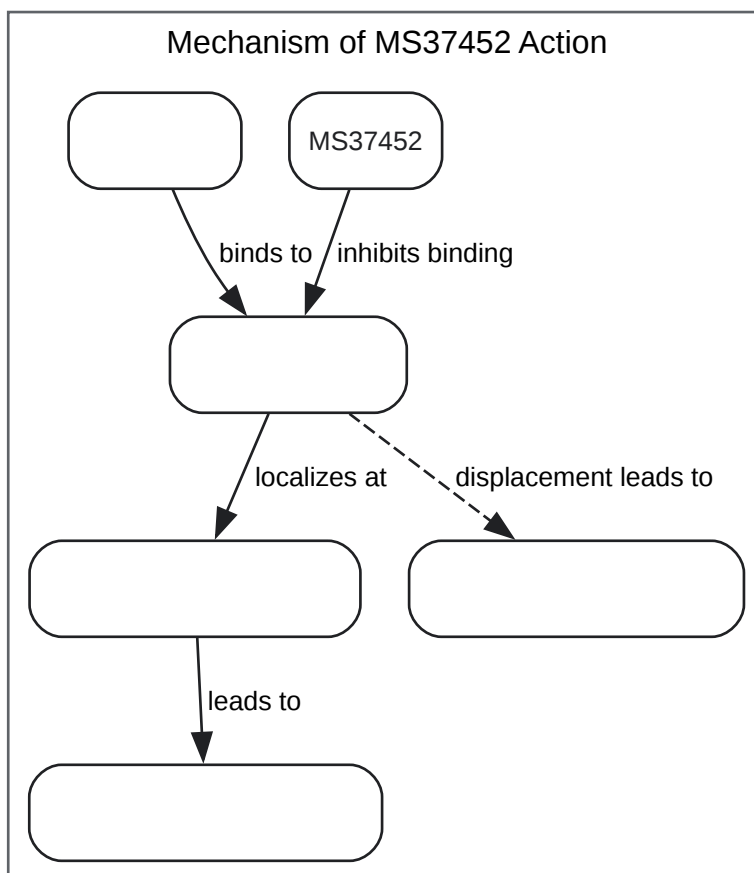 Mechanism of MS37452 Action
MS37452
binds to
inhibits binding
localizes at
displacement leads to
leads to